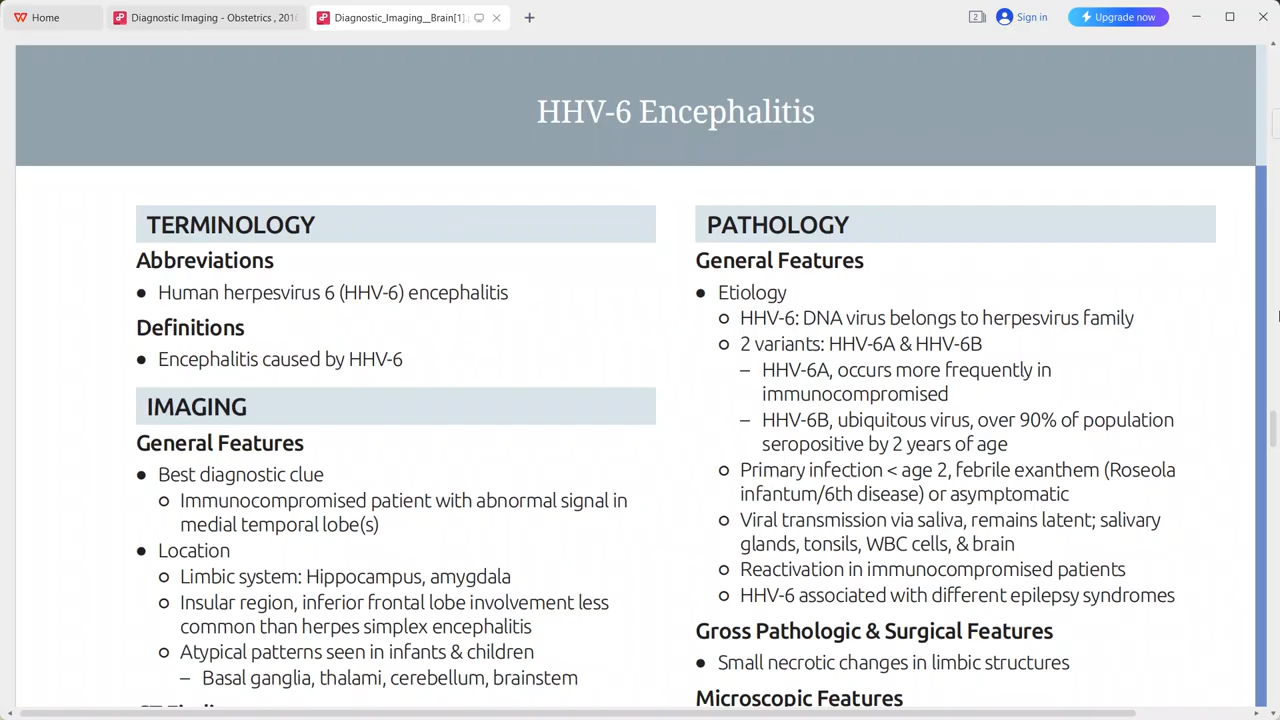 Home
Diagnostic Imaging - Obstetrics , 201
Diagnostic_Imaging__Brain[1].
2
Sign in
Upgrade now
HHV-6 Encephalitis
TERMINOLOGY
Abbreviations
● Human herpesvirus 6 (HHV-6) encephalitis
Definitions
● Encephalitis caused by HHV-6
IMAGING
General Features
● Best diagnostic clue
○ Immunocompromised patient with abnormal signal in
medial temporal lobe(s)
● Location
○ Limbic system: Hippocampus, amygdala
○ Insular region, inferior frontal lobe involvement less
common than herpes simplex encephalitis
○ Atypical patterns seen in infants & children
– Basal ganglia, thalami, cerebellum, brainstem
PATHOLOGY
General Features
● Etiology
○ HHV-6: DNA virus belongs to herpesvirus family
○ 2 variants: HHV-6A & HHV-6B
– HHV-6A, occurs more frequently in
immunocompromised
– HHV-6B, ubiquitous virus, over 90% of population
seropositive by 2 years of age
○ Primary infection < age 2, febrile exanthem (Roseola
infantum/6th disease) or asymptomatic
○ Viral transmission via saliva, remains latent; salivary
glands, tonsils, WBC cells, & brain
○ Reactivation in immunocompromised patients
○ HHV-6 associated with different epilepsy syndromes
Gross Pathologic & Surgical Features
● Small necrotic changes in limbic structures
Microscopic Features